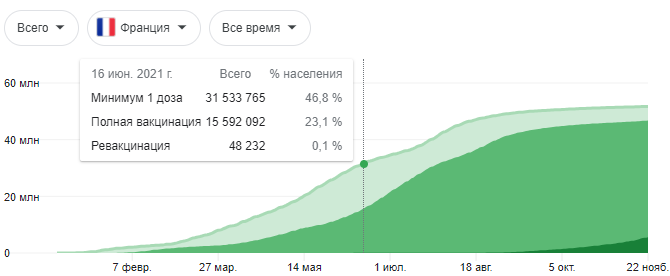 Всего Франция Все время
60 млн
16 июн. 2021 г. Всего % населения
Минимум 1 доза 31 533 765 46,8 %
Полная вакцинация 15 592 092 23,1 %
40 млн
Ревакцинация 48 232 0,1 %
20 млн
0
7 февр. 27 мар. 14 мая 1 июл. 18 авг. 5 окт. 22 нояб.